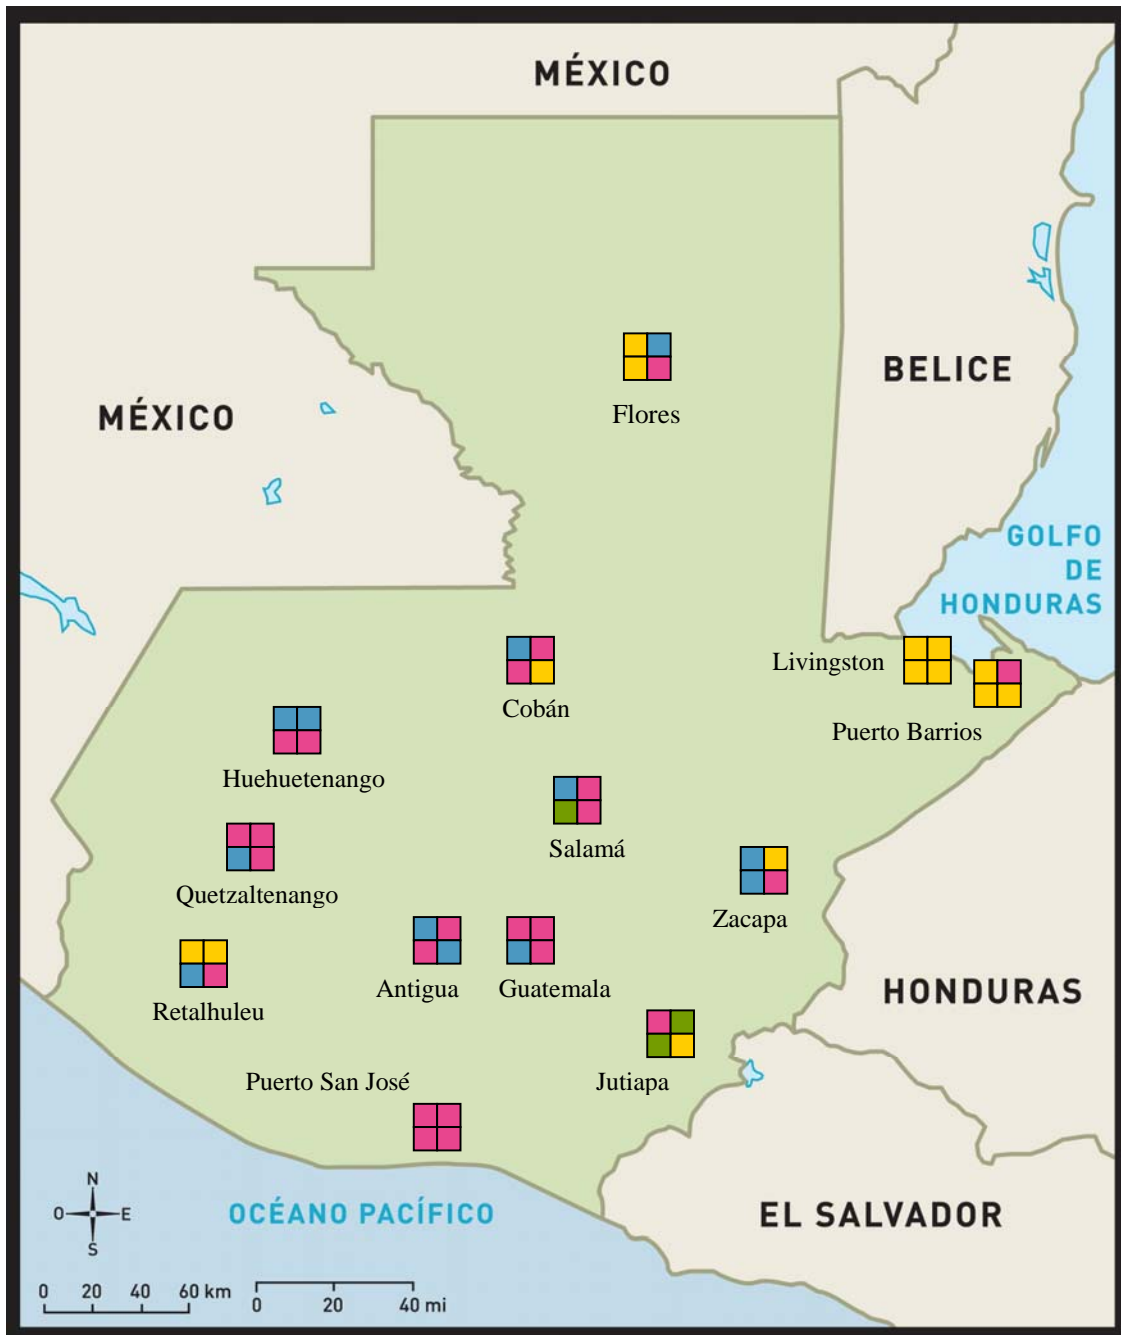 MÉXICO
Flores
BELICE
MÉXICO
GOLFO
DE
HONDURAS
Livingston
Cobán
Puerto Barrios
Huehuetenango
Salamá
Quetzaltenango
Zacapa
Antigua
Guatemala
Retalhuleu
HONDURAS
Puerto San José
Jutiapa
N
O
E
S
OCÉANO PACÍFICO
EL SALVADOR
0 20 40 60 km
0 20 40 mi